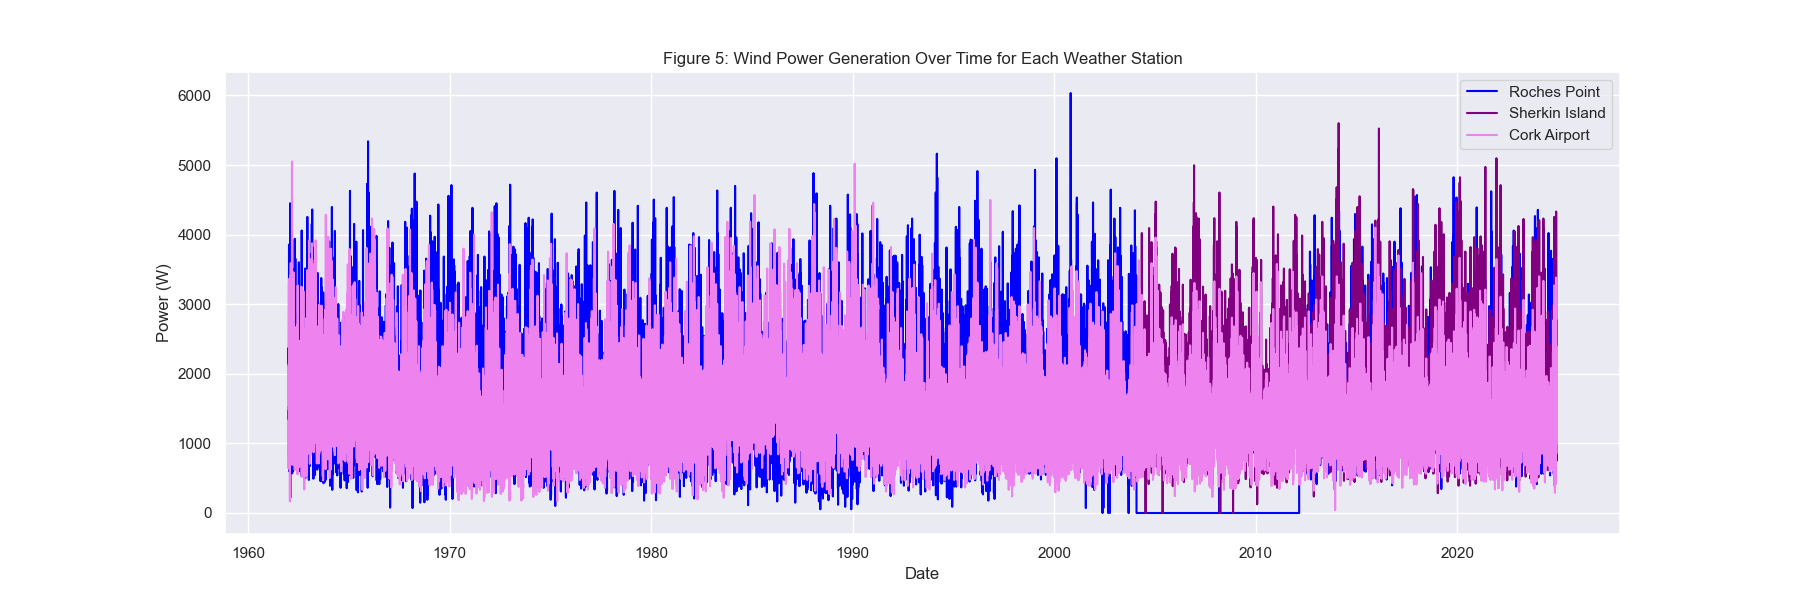 Figure 5: Wind Power Generation Over Time for Each Weather Station
Roches Point
Sherkin Island
Cork Airport
Power (W)
6000
5000
4000
3000
2000
1000
0
1960 1970 1980 1990 2000 2010 2020
Date